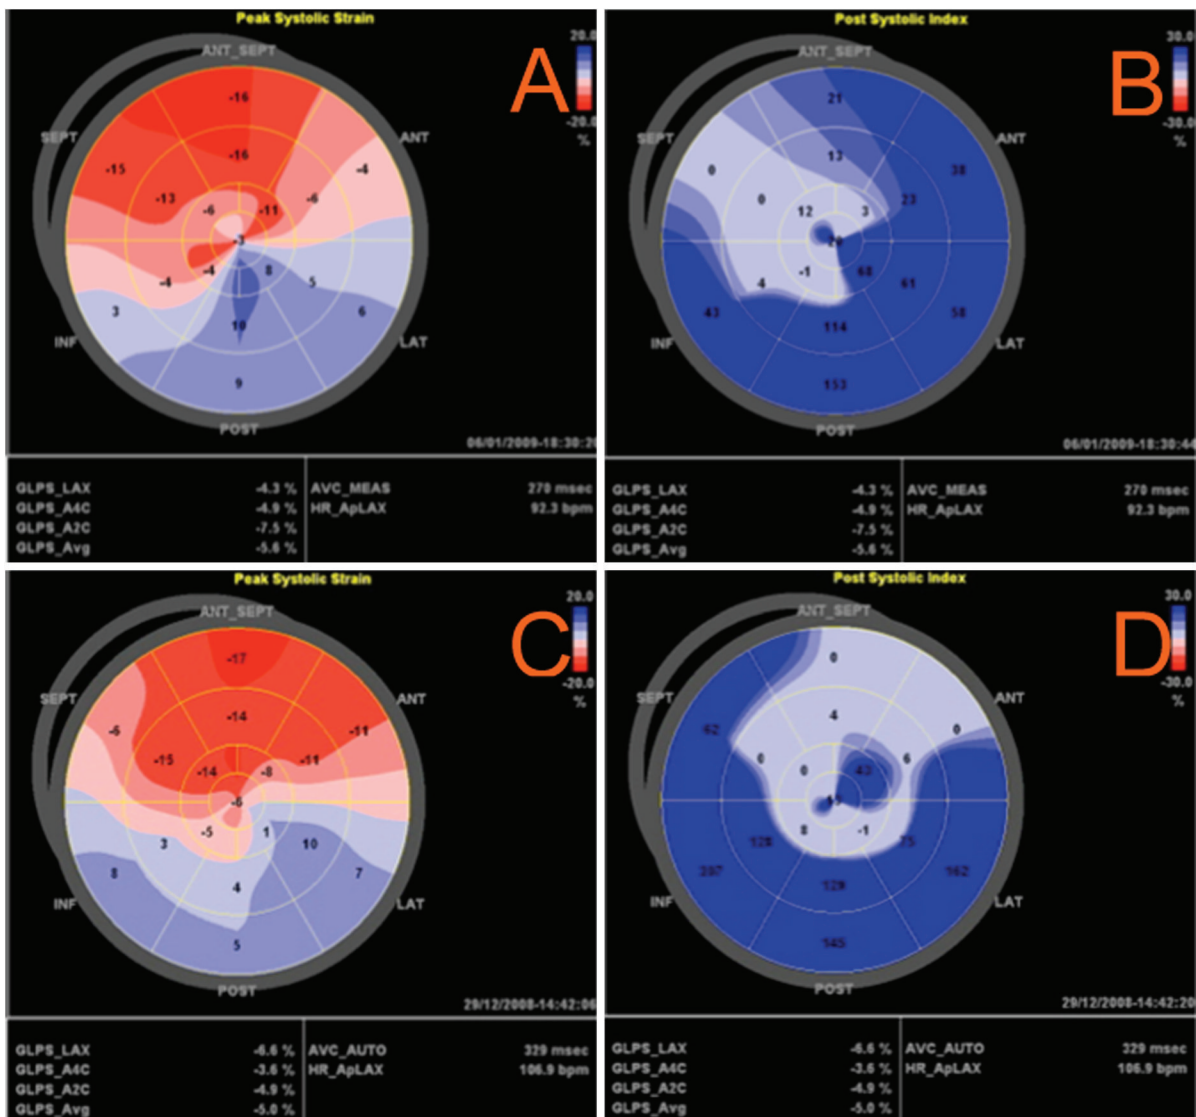 Peak Systolic Strain
20.0
ANT_SEPT
A
-16
-20.0
SEPT
ANT
%
-16
-15
-4
-13
-6
-6
-11
-3
-4
8
-4
5
3
6
10
INF
LAT
9
POST
06/01/2009-18:30:20
GLPS_LAX -4.3 % AVC_MEAS 270 msec
GLPS_A4C -4.9 % HR_ApLAX 92.3 bpm
GLPS_A2C -7.5 %
GLPS_Avg -5.6 %
Post Systolic Index
30.0
ANT_SEPT
B
21
-30.0
SEPT
ANT
%
13
0
38
0
23
12
3
-1
68
4
61
43
58
114
INF
LAT
153
POST
06/01/2009-18:30:44
GLPS_LAX -4.3 % AVC_MEAS 270 msec
GLPS_A4C -4.9 % HR_ApLAX 92.3 bpm
GLPS_A2C -7.5 %
GLPS_Avg -5.6 %
Peak Systolic Strain
20.0
ANT_SEPT
C
-17
-20.0
SEPT
ANT
%
-14
-6
-11
-15
-11
-14
-8
-6
-5
1
3
10
8
7
4
INF
LAT
5
POST
29/12/2008-14:42:06
GLPS_LAX -6.6 % AVC_AUTO 329 msec
GLPS_A4C -3.6 % HR_ApLAX 106.9 bpm
GLPS_A2C -4.9 %
GLPS_Avg -5.0 %
Post Systolic Index
30.0
ANT_SEPT
D
0
-30.0
SEPT
ANT
%
4
62
0
0
6
0
8
-1
75
162
INF
LAT
145
POST
29/12/2008-14:42:20
GLPS_LAX -6.6 % AVC_AUTO 329 msec
GLPS_A4C -3.6 % HR_ApLAX 106.9 bpm
GLPS_A2C -4.9 %
GLPS_Avg -5.0 %